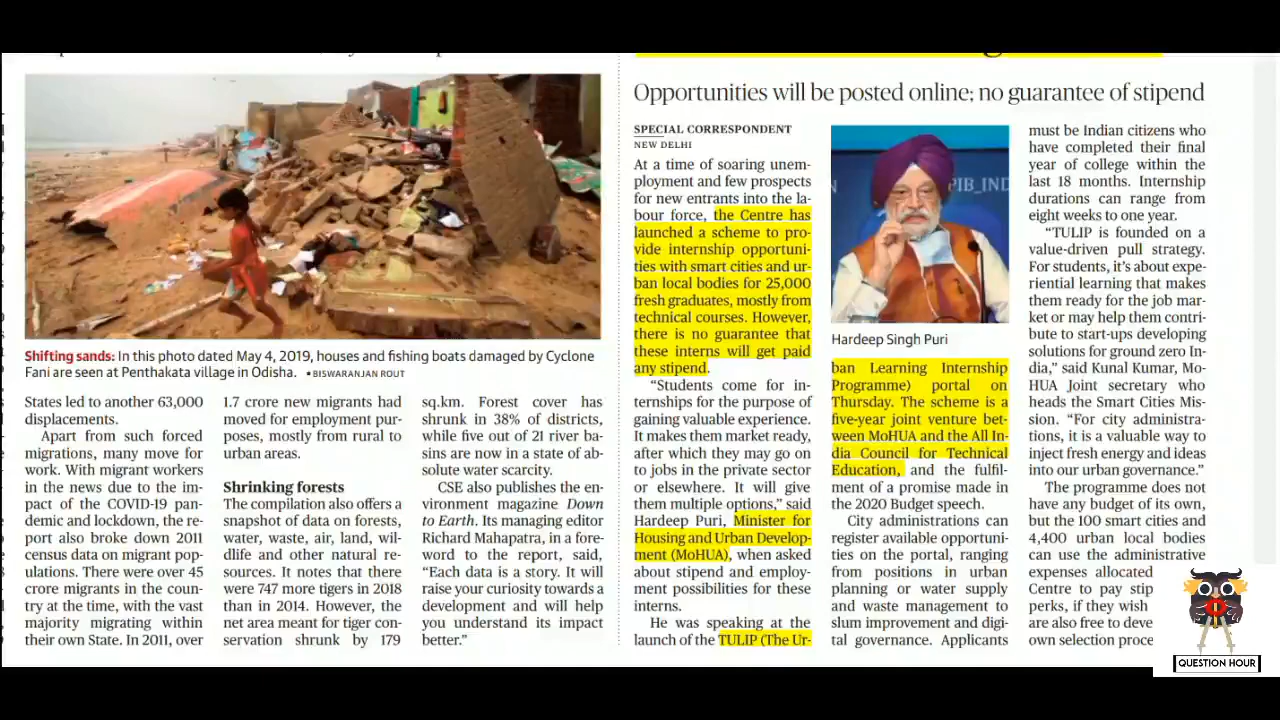 Shifting sands: In this photo dated May 4, 2019, houses and fishing boats damaged by Cyclone
Fani are seen at Penthakata village in Odisha. • BISWARANJAN ROUT
States led to another 63,000
displacements.
Apart from such forced
migrations, many move for
work. With migrant workers
in the news due to the im-
pact of the COVID-19 pan-
demic and lockdown, the re-
port also broke down 2011
census data on migrant pop-
ulations. There were over 45
crore migrants in the coun-
try at the time, with the vast
majority migrating within
their own State. In 2011, over
1.7 crore new migrants had
moved for employment pur-
poses, mostly from rural to
urban areas.
Shrinking forests
The compilation also offers a
snapshot of data on forests,
water, waste, air, land, wil-
dlife and other natural re-
sources. It notes that there
were 747 more tigers in 2018
than in 2014. However, the
net area meant for tiger con-
servation shrunk by 179
sq.km. Forest cover has
shrunk in 38% of districts,
while five out of 21 river ba-
sins are now in a state of ab-
solute water scarcity.
CSE also publishes the en-
vironment magazine Down
to Earth. Its managing editor
Richard Mahapatra, in a fore-
word to the report, said,
“Each data is a story. It will
raise your curiosity towards a
development and will help
you understand its impact
better.”
Opportunities will be posted online; no guarantee of stipend
SPECIAL CORRESPONDENT
NEW DELHI
At a time of soaring unem-
ployment and few prospects
for new entrants into the la-
bour force, the Centre has
launched a scheme to pro-
vide internship opportuni-
ties with smart cities and ur-
ban local bodies for 25,000
fresh graduates, mostly from
technical courses. However,
there is no guarantee that
these interns will get paid
any stipend.
“Students come for in-
ternships for the purpose of
gaining valuable experience.
It makes them market ready,
after which they may go on
to jobs in the private sector
or elsewhere. It will give
them multiple options,” said
Hardeep Puri, Minister for
Housing and Urban Develop-
ment (MoHUA), when asked
about stipend and employ-
ment possibilities for these
interns.
He was speaking at the
launch of the TULIP (The Ur-
PIB_IND
Hardeep Singh Puri
ban Learning Internship
Programme) portal on
Thursday. The scheme is a
five-year joint venture bet-
ween MoHUA and the All In-
dia Council for Technical
Education, and the fulfil-
ment of a promise made in
the 2020 Budget speech.
City administrations can
register available opportuni-
ties on the portal, ranging
from positions in urban
planning or water supply
and waste management to
slum improvement and digi-
tal governance. Applicants
must be Indian citizens who
have completed their final
year of college within the
last 18 months. Internship
durations can range from
eight weeks to one year.
“TULIP is founded on a
value-driven pull strategy.
For students, it’s about expe-
riential learning that makes
them ready for the job mar-
ket or may help them contri-
bute to start-ups developing
solutions for ground zero In-
dia,” said Kunal Kumar, Mo-
HUA Joint secretary who
heads the Smart Cities Mis-
sion. “For city administra-
tions, it is a valuable way to
inject fresh energy and ideas
into our urban governance.”
The programme does not
have any budget of its own,
but the 100 smart cities and
4,400 urban local bodies
can use the administrative
expenses allocated
Centre to pay stip
perks, if they wish
are also free to deve
own selection proce
QUESTION HOUR